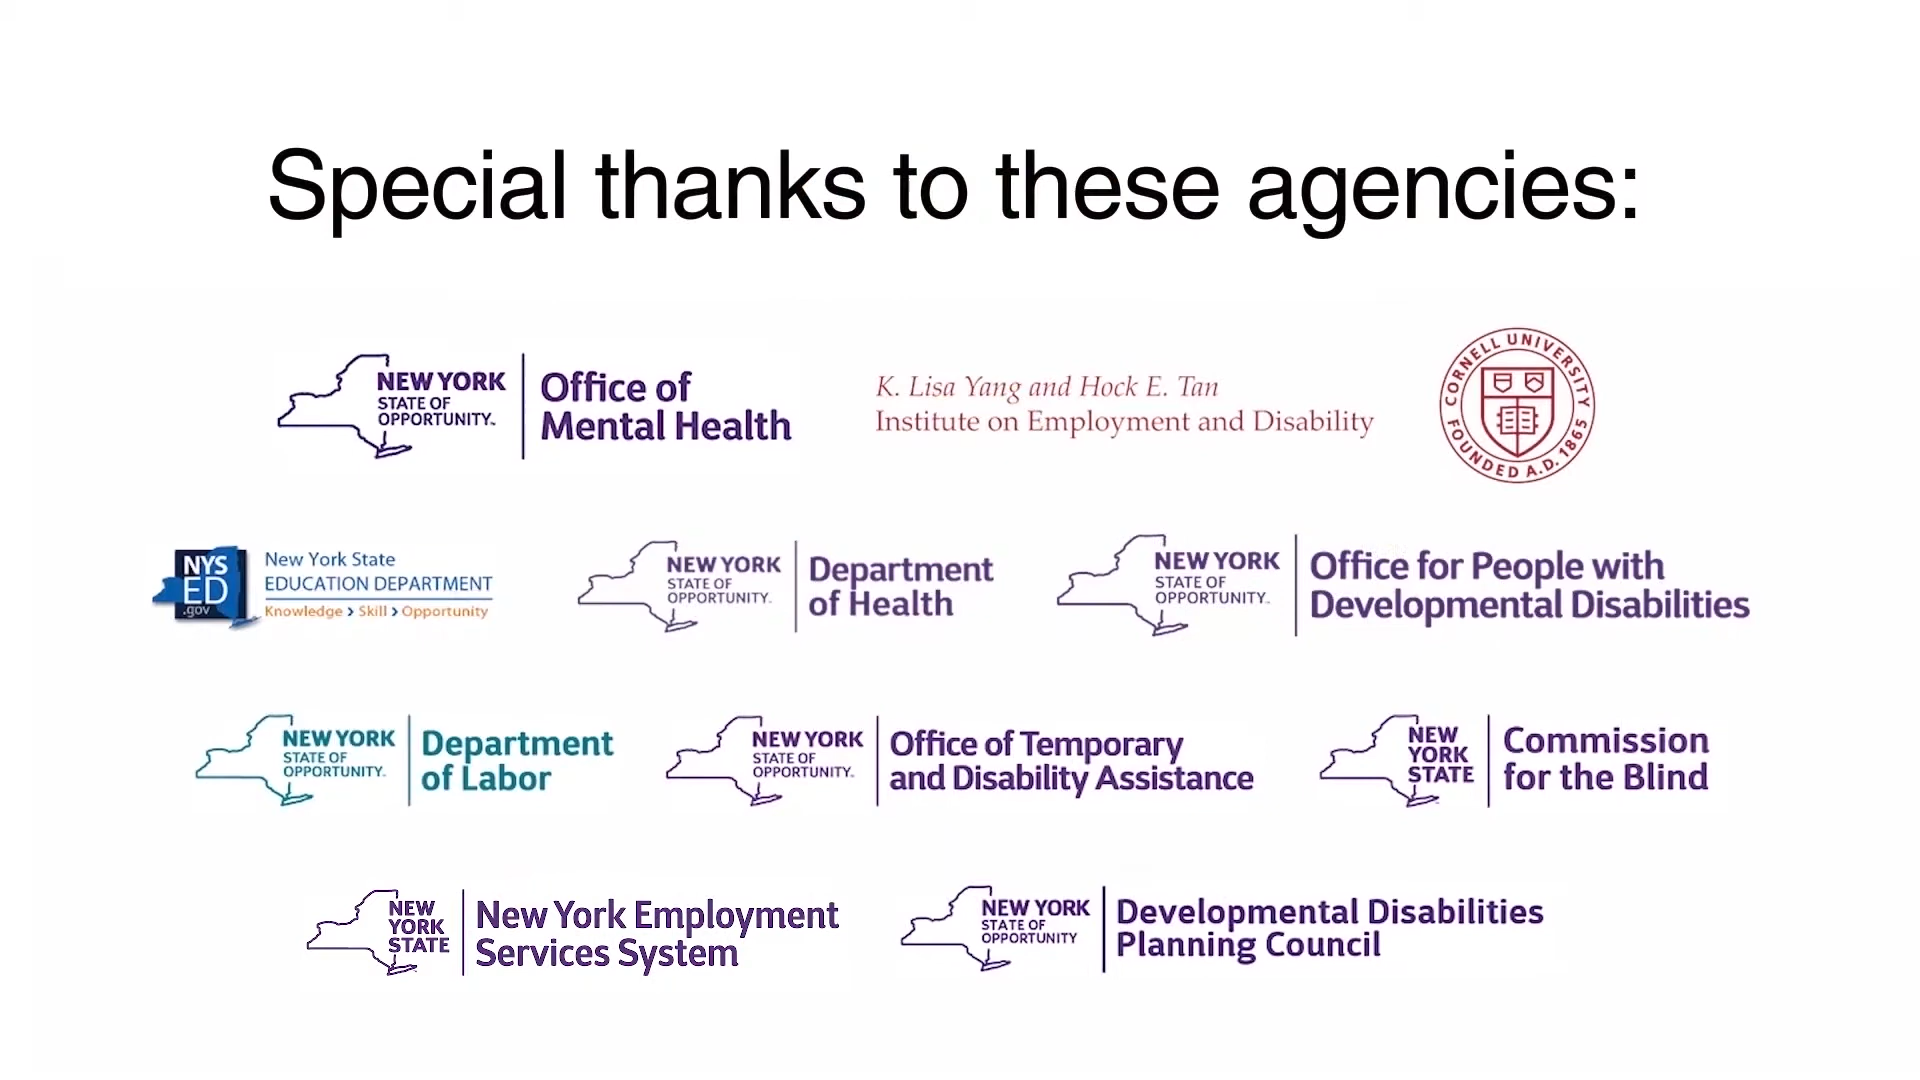 Special thanks to these agencies:
NEW YORK
STATE OF
OPPORTUNITY™
Office of
Mental Health
K. Lisa Yang and Hock E. Tan
Institute on Employment and Disability
CORNELL UNIVERSITY
FOUNDED A.D. 1865
NYS
ED
.gov
New York State
EDUCATION DEPARTMENT
Knowledge > Skill > Opportunity
NEW YORK
STATE OF
OPPORTUNITY™
Department
of Health
NEW YORK
STATE OF
OPPORTUNITY™
Office for People with
Developmental Disabilities
NEW YORK
STATE OF
OPPORTUNITY™
Department
of Labor
NEW YORK
STATE OF
OPPORTUNITY™
Office of Temporary
and Disability Assistance
NEW
YORK
STATE
Commission
for the Blind
NEW
YORK
STATE
New York Employment
Services System
NEW YORK
STATE OF
OPPORTUNITY
Developmental Disabilities
Planning Council